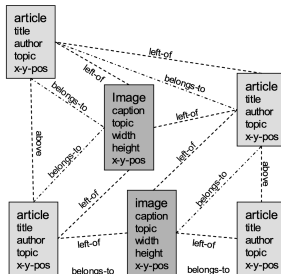 article
title
author
topic
x-y-pos
left-of
belongs-to
left-of
belongs-to
Image
caption
topic
width
height
x-y-pos
left-of
article
title
author
topic
x-y-pos
above
belongs-to
left-of
left-of
belongs-to
above
article
title
author
topic
x-y-pos
left-of
image
caption
topic
width
height
x-y-pos
left-of
article
title
author
topic
x-y-pos
belongs-to
belongs-to